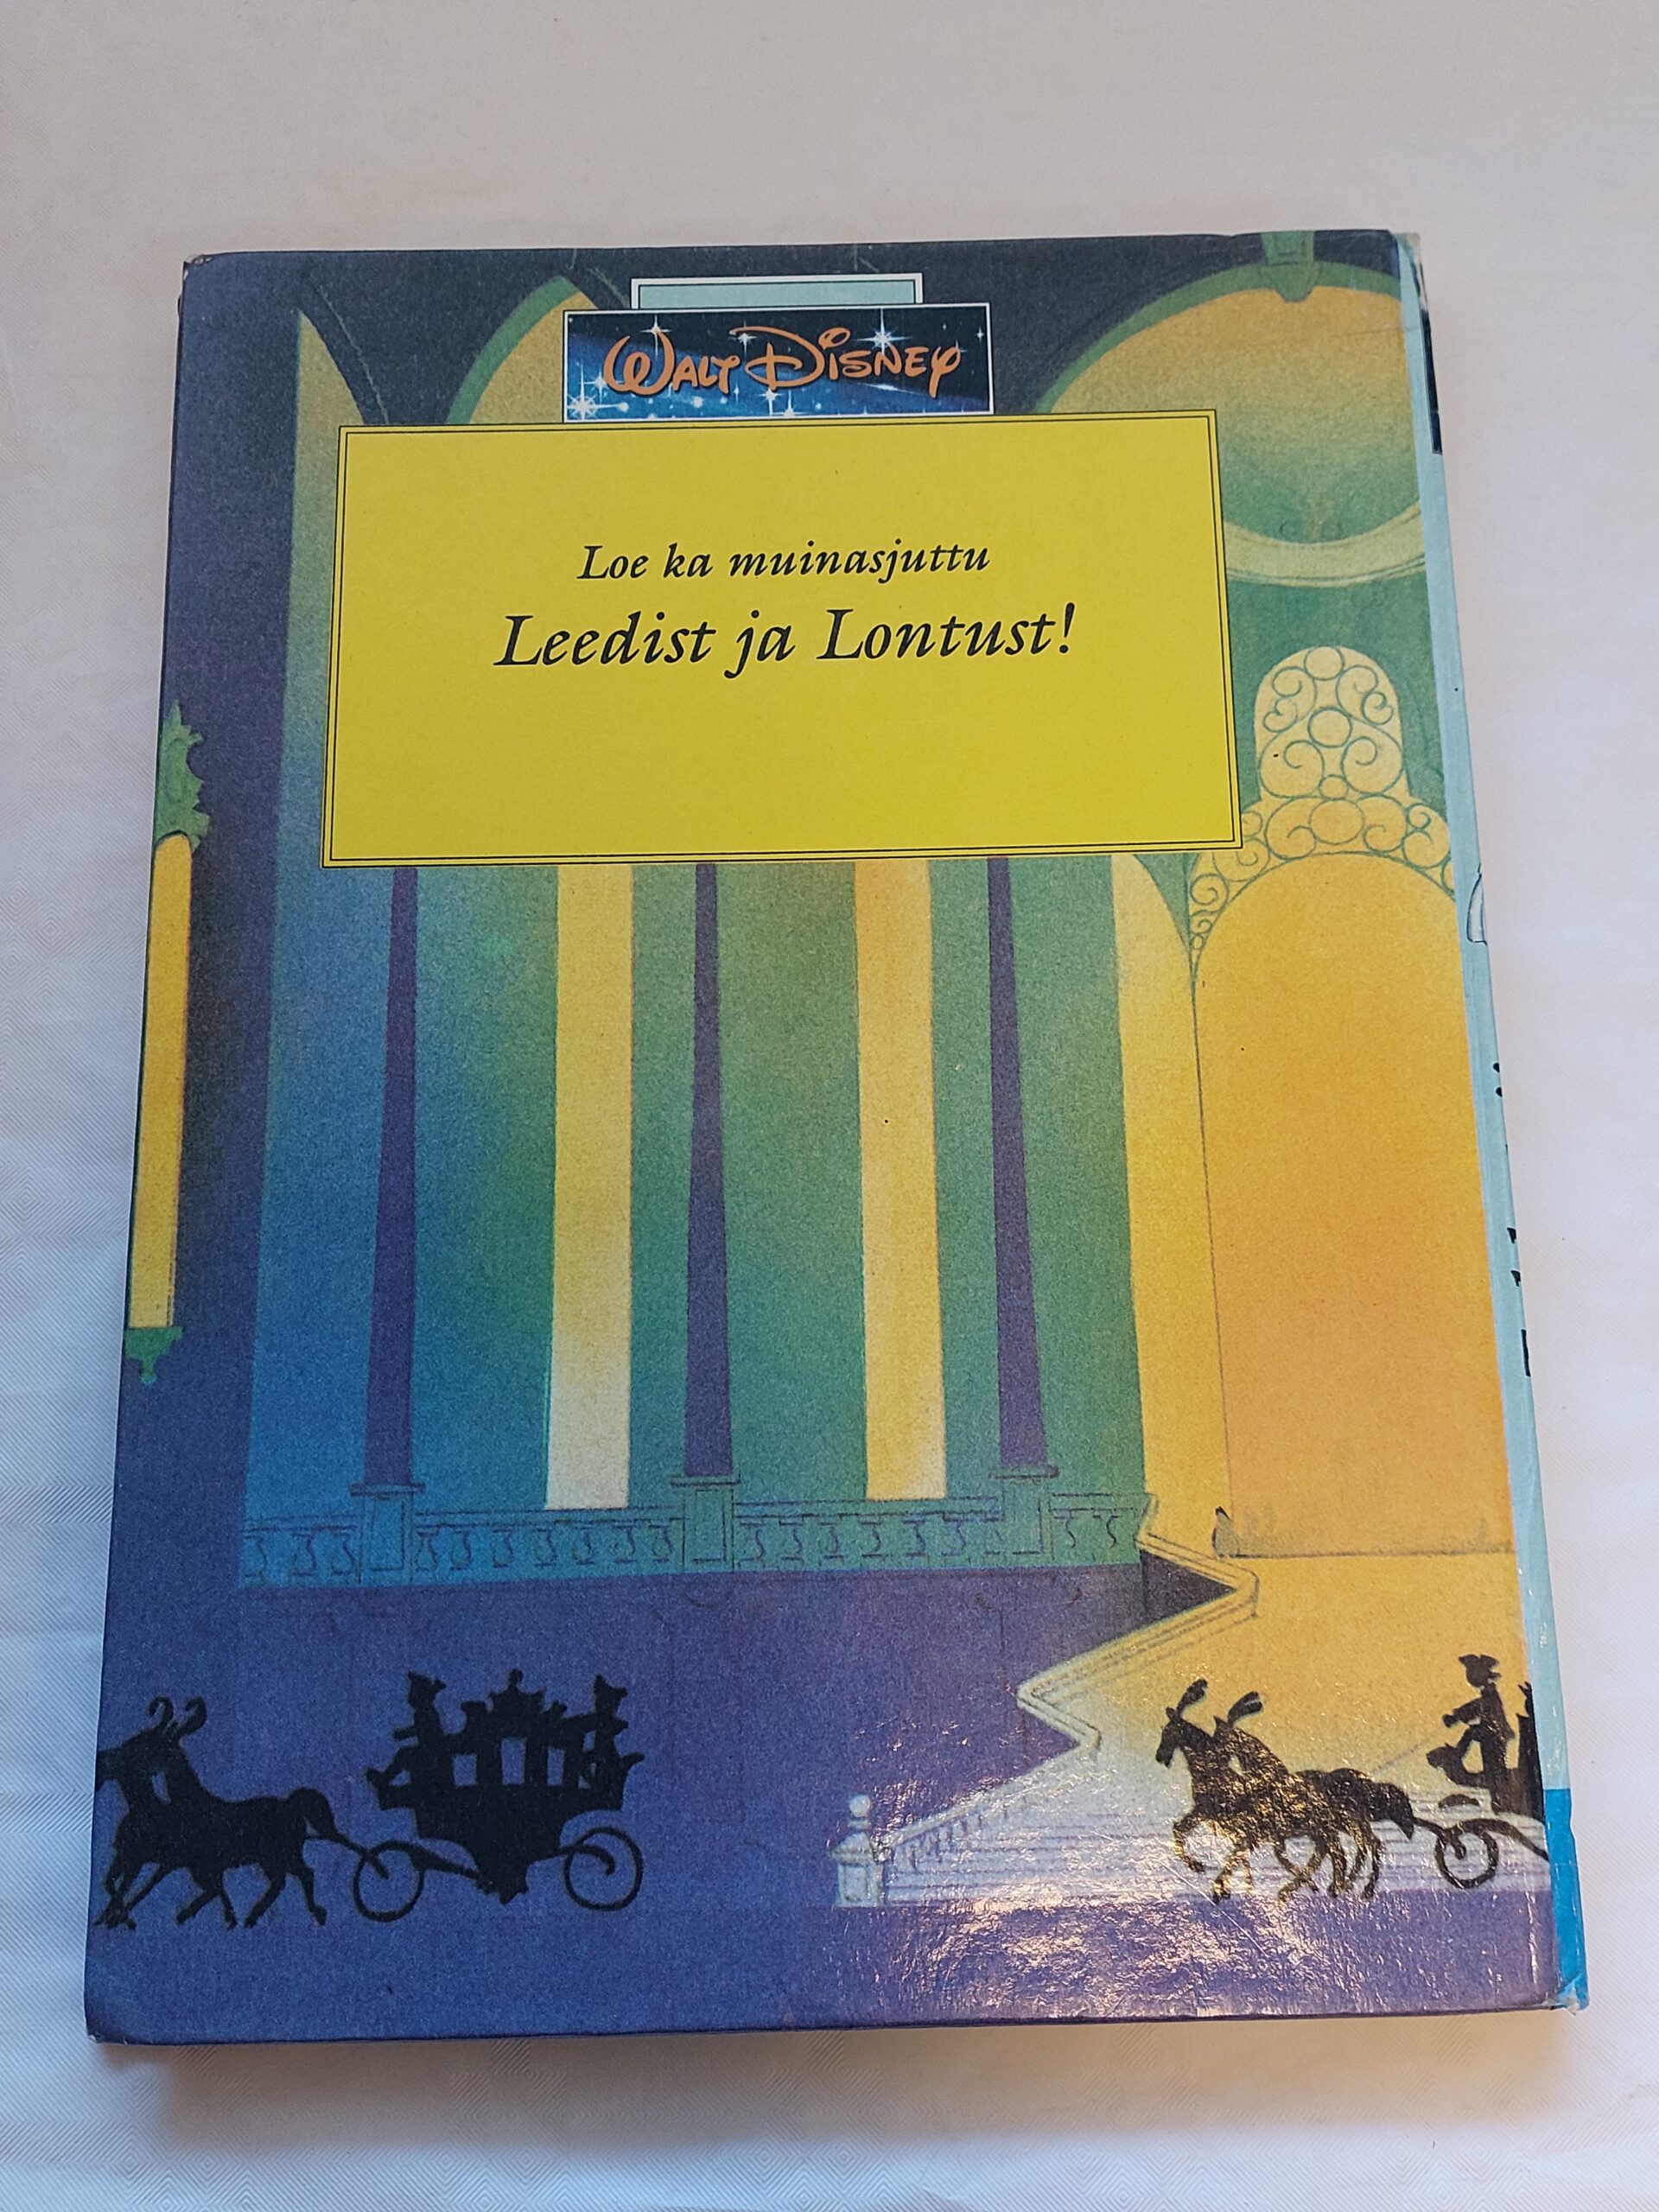 WALT DISNEY
Loe ka muinasjuttu
Leedist ja Lontust!